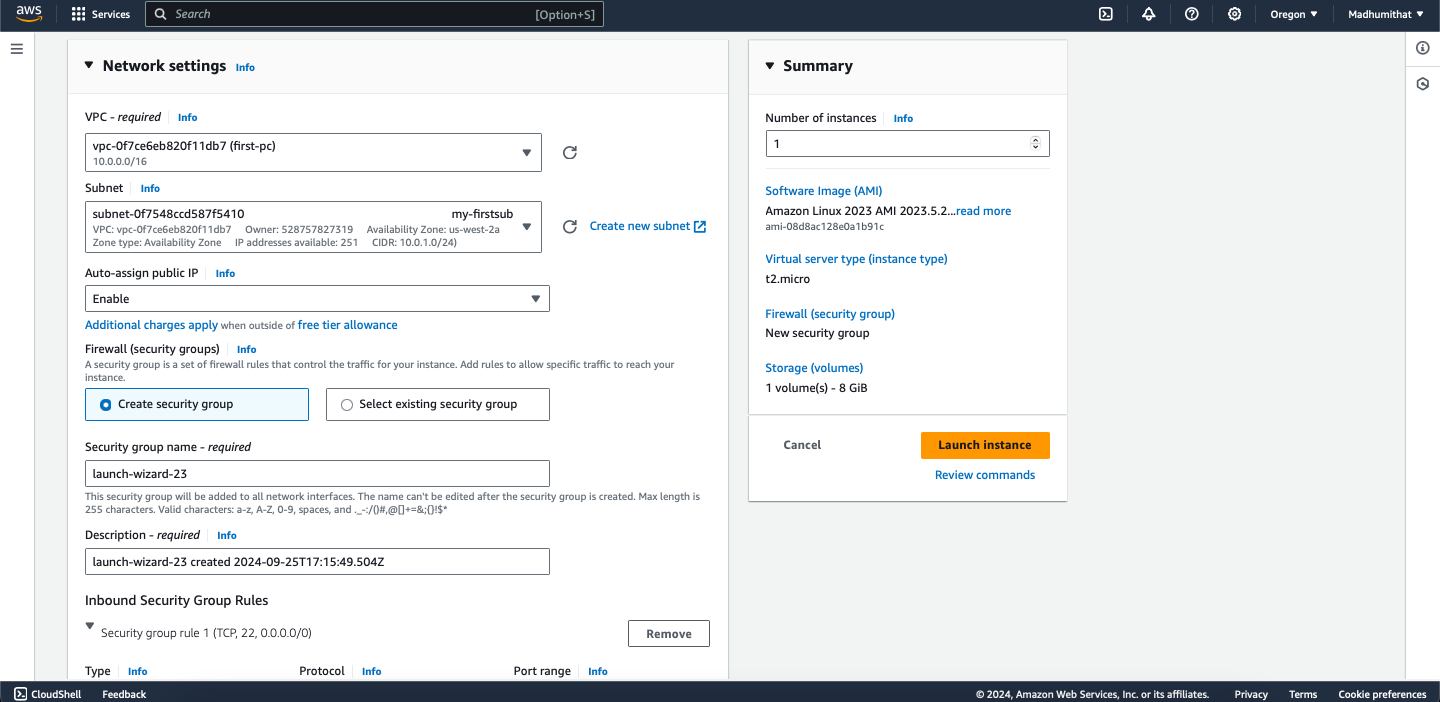 aws
Services
Search
[Option+S]
Oregon
Madhumithat
Network settings Info
VPC - required Info
vpc-0f7ce6eb820f11db7 (first-pc)
10.0.0.0/16
Subnet Info
subnet-0f7548ccd587f5410 my-firstsub
VPC: vpc-0f7ce6eb820f11db7 Owner: 528757827319 Availability Zone: us-west-2a
Zone type: Availability Zone IP addresses available: 251 CIDR: 10.0.1.0/24)
Create new subnet
Auto-assign public IP Info
Enable
Additional charges apply when outside of free tier allowance
Firewall (security groups) Info
A security group is a set of firewall rules that control the traffic for your instance. Add rules to allow specific traffic to reach your
instance.
Create security group
Select existing security group
Security group name - required
launch-wizard-23
This security group will be added to all network interfaces. The name can't be edited after the security group is created. Max length is
255 characters. Valid characters: a-z, A-Z, 0-9, spaces, and ._-:/()#,@[]+=&;{}!$*
Description - required Info
launch-wizard-23 created 2024-09-25T17:15:49.504Z
Inbound Security Group Rules
Security group rule 1 (TCP, 22, 0.0.0.0/0)
Remove
Type Info Protocol Info Port range Info
Summary
Number of instances Info
1
Software Image (AMI)
Amazon Linux 2023 AMI 2023.5.2...read more
ami-08d8ac128e0a1b91c
Virtual server type (instance type)
t2.micro
Firewall (security group)
New security group
Storage (volumes)
1 volume(s) - 8 GiB
Cancel
Launch instance
Review commands
CloudShell
Feedback
© 2024, Amazon Web Services, Inc. or its affiliates.
Privacy
Terms
Cookie preferences